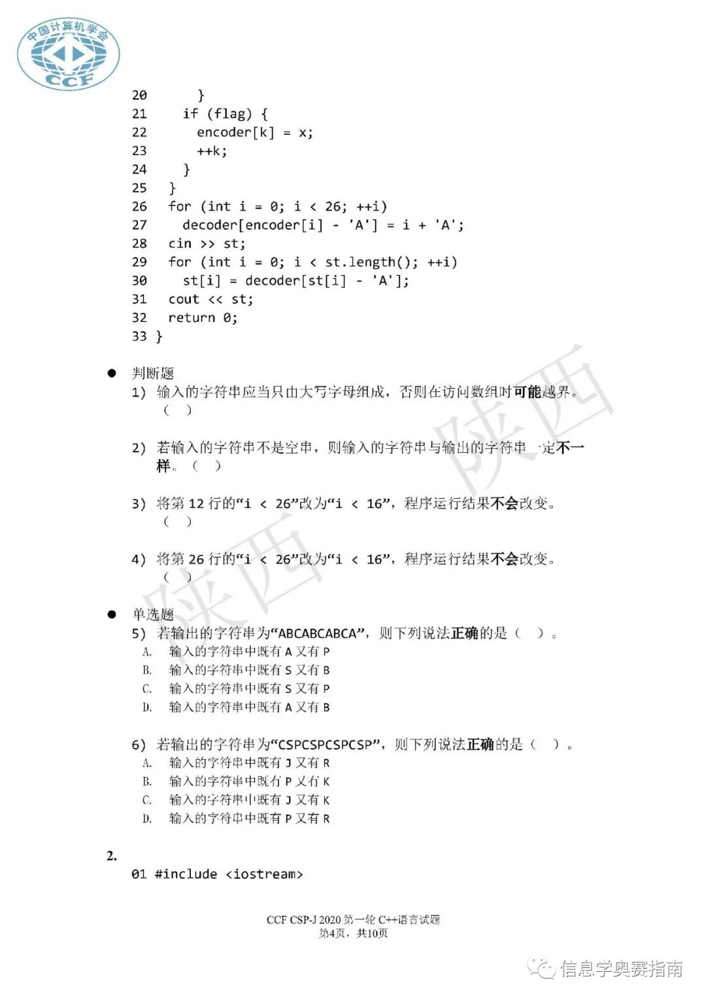 中国计算机学会
CCF
20 }
21 if (flag) {
22 encoder[k] = x;
23 ++k;
24 }
25 }
26 for (int i = 0; i < 26; ++i)
27 decoder[encoder[i] - 'A'] = i + 'A';
28 cin >> st;
29 for (int i = 0; i < st.length(); ++i)
30 st[i] = decoder[st[i] - 'A'];
31 cout << st;
32 return 0;
33 }
● 判断题
1) 输入的字符串应当只由大写字母组成，否则在访问数组时可能越界。
（ ）
2) 若输入的字符串不是空串，则输入的字符串与输出的字符串一定不一
样。（ ）
3) 将第 12 行的“i < 26”改为“i < 16”，程序运行结果不会改变。
（ ）
4) 将第 26 行的“i < 26”改为“i < 16”，程序运行结果不会改变。
（ ）
● 单选题
5) 若输出的字符串为“ABCABCABCA”，则下列说法正确的是（ ）。
A. 输入的字符串中既有 A 又有 P
B. 输入的字符串中既有 S 又有 B
C. 输入的字符串中既有 S 又有 P
D. 输入的字符串中既有 A 又有 B
6) 若输出的字符串为“CSPCSPCSPCSP”，则下列说法正确的是（ ）。
A. 输入的字符串中既有 J 又有 R
B. 输入的字符串中既有 P 又有 K
C. 输入的字符串中既有 J 又有 K
D. 输入的字符串中既有 P 又有 R
2.
01 #include <iostream>
CCF CSP-J 2020 第一轮 C++语言试题
第4页，共10页
陕西
陕西
信息学奥赛指南